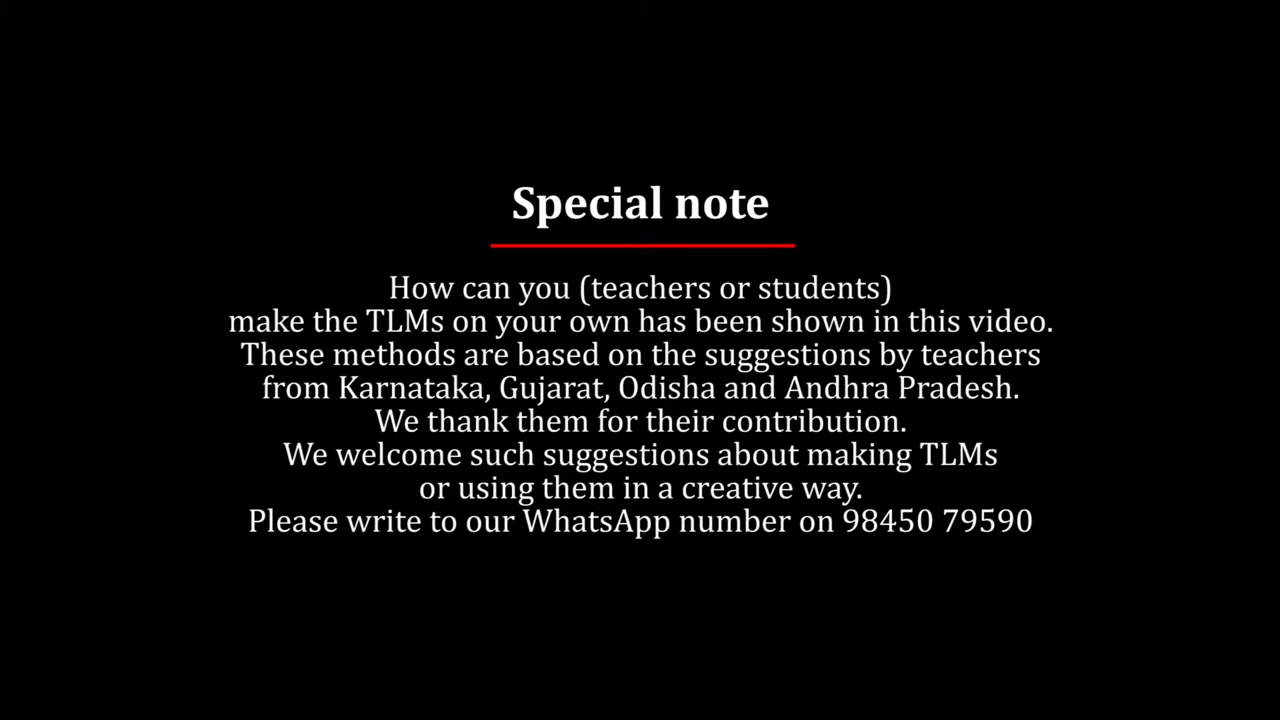 Special note
How can you (teachers or students)
make the TLMs on your own has been shown in this video.
These methods are based on the suggestions by teachers
from Karnataka, Gujarat, Odisha and Andhra Pradesh.
We thank them for their contribution.
We welcome such suggestions about making TLMs
or using them in a creative way.
Please write to our WhatsApp number on 98450 79590